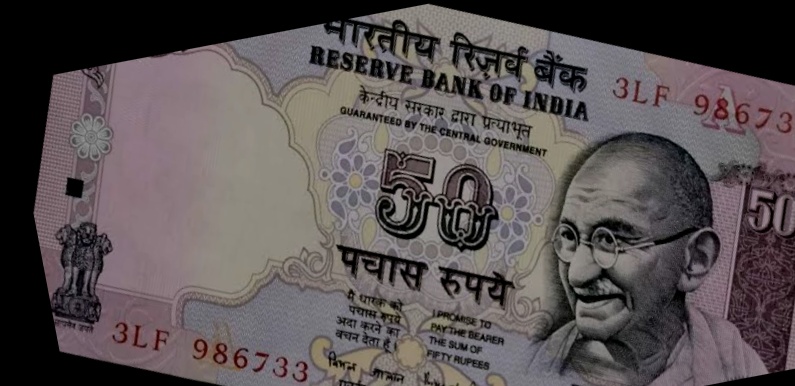 भारतीय रिज़र्व बैंक
RESERVE BANK OF INDIA
3LF 98673
केन्द्रीय सरकार द्वारा प्रत्याभूत
GUARANTEED BY THE CENTRAL GOVERNMENT
50
50
पचास रुपये
मैं धारक को
पचास रुपये
अदा करने का
वचन देता हूँ।
I PROMISE TO
PAY THE BEARER
THE SUM OF
FIFTY RUPEES
सत्यमेव जयते
3LF 986733
बिमल जालान